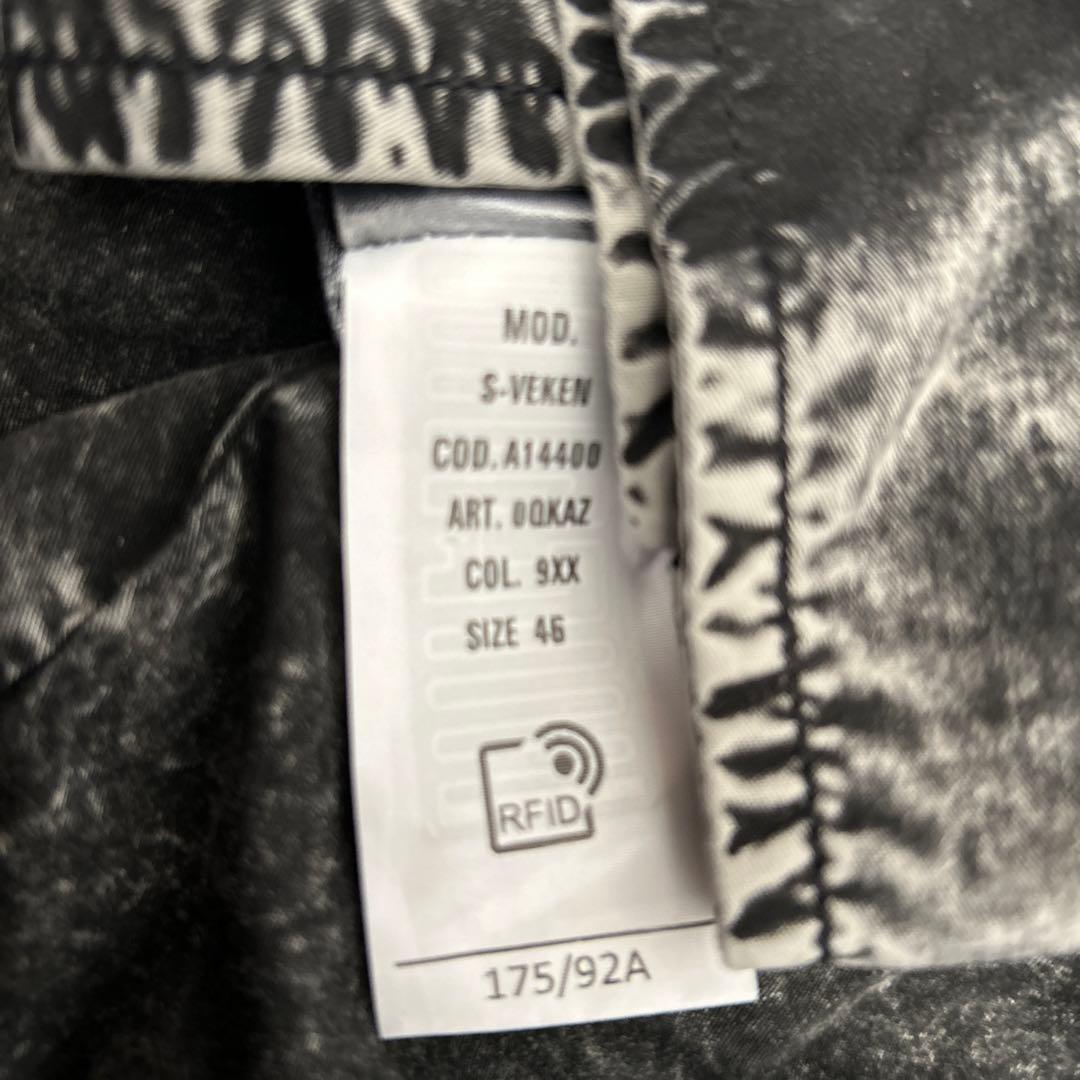 MOD.
S-VEKEN
COD. A14400
ART. 0QKAZ
COL. 9XX
SIZE 46
RFID
175/92A